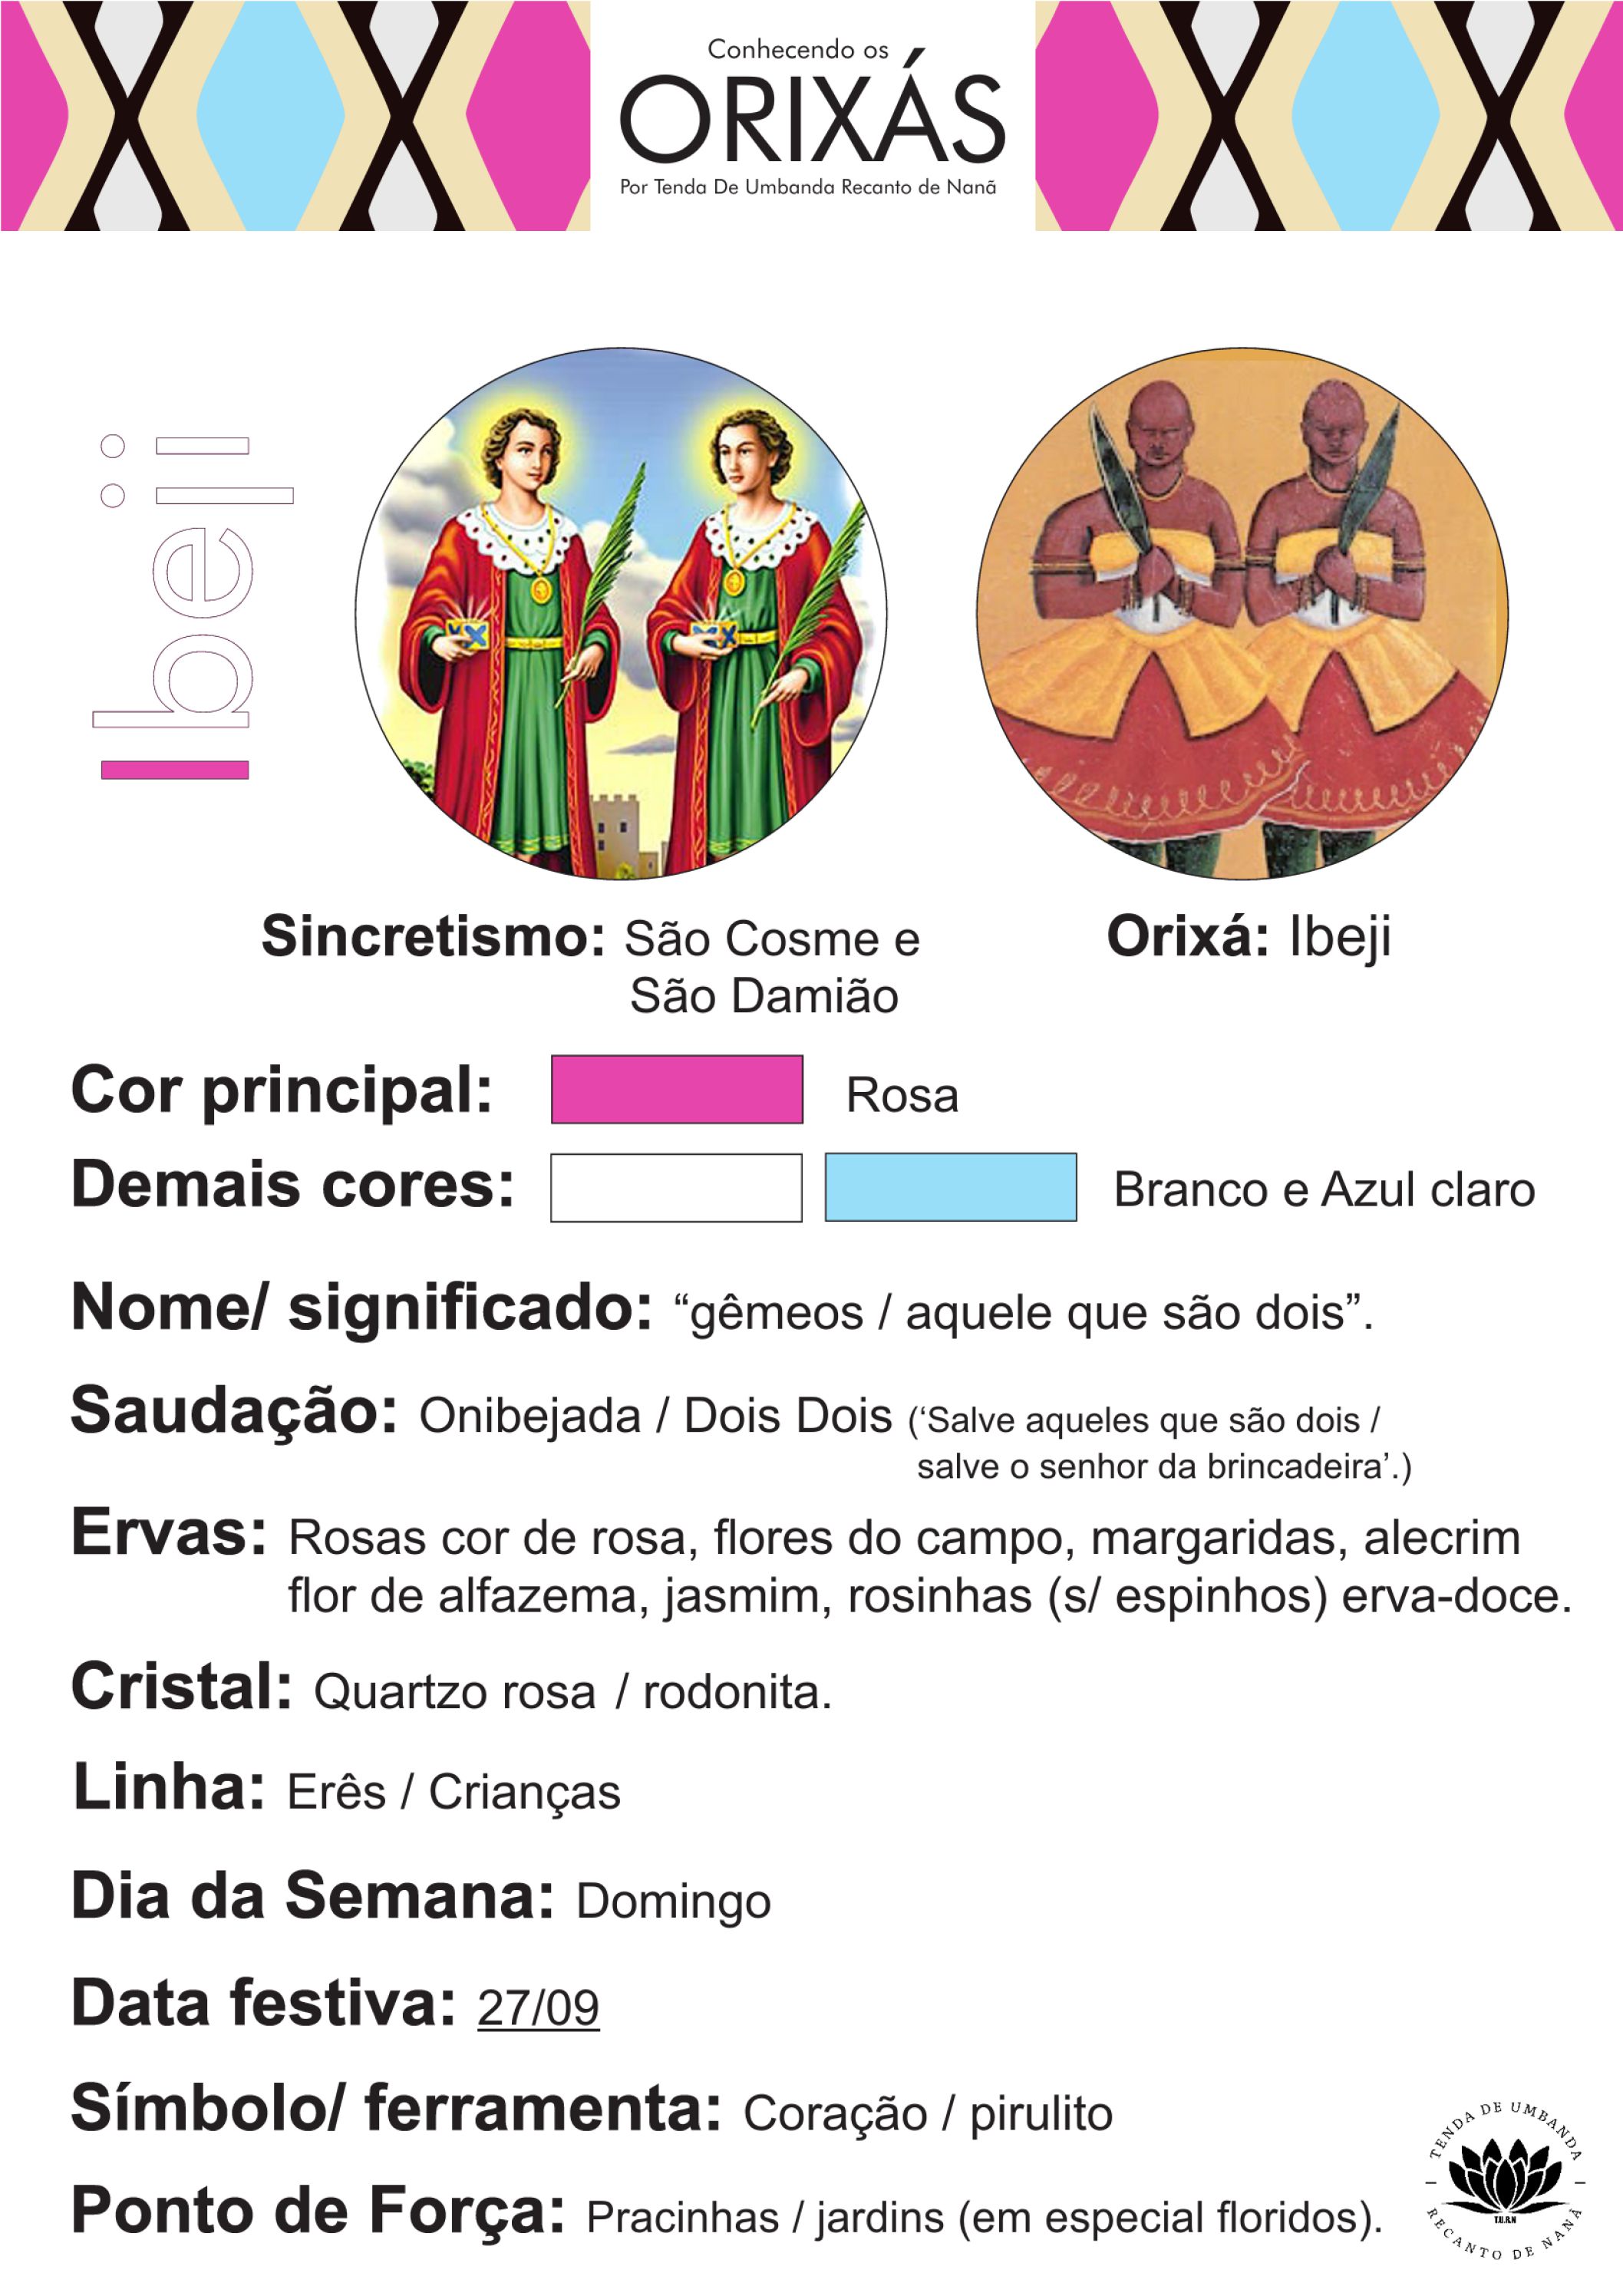 Conhecendo os
ORIXÁS
Por Tenda De Umbanda Recanto de Nanã
Ibeji
Sincretismo: São Cosme e
São Damião
Orixá: Ibeji
Cor principal: Rosa
Demais cores: Branco e Azul claro
Nome/ significado: “gêmeos / aquele que são dois”.
Saudação: Onibejada / Dois Dois (‘Salve aqueles que são dois /
salve o senhor da brincadeira’.)
Ervas: Rosas cor de rosa, flores do campo, margaridas, alecrim
flor de alfazema, jasmim, rosinhas (s/ espinhos) erva-doce.
Cristal: Quartzo rosa / rodonita.
Linha: Erês / Crianças
Dia da Semana: Domingo
Data festiva: 27/09
Símbolo/ ferramenta: Coração / pirulito
Ponto de Força: Pracinhas / jardins (em especial floridos).
TENDA DE UMBANDA
T.U.R.N
RECANTO DE NANÃ